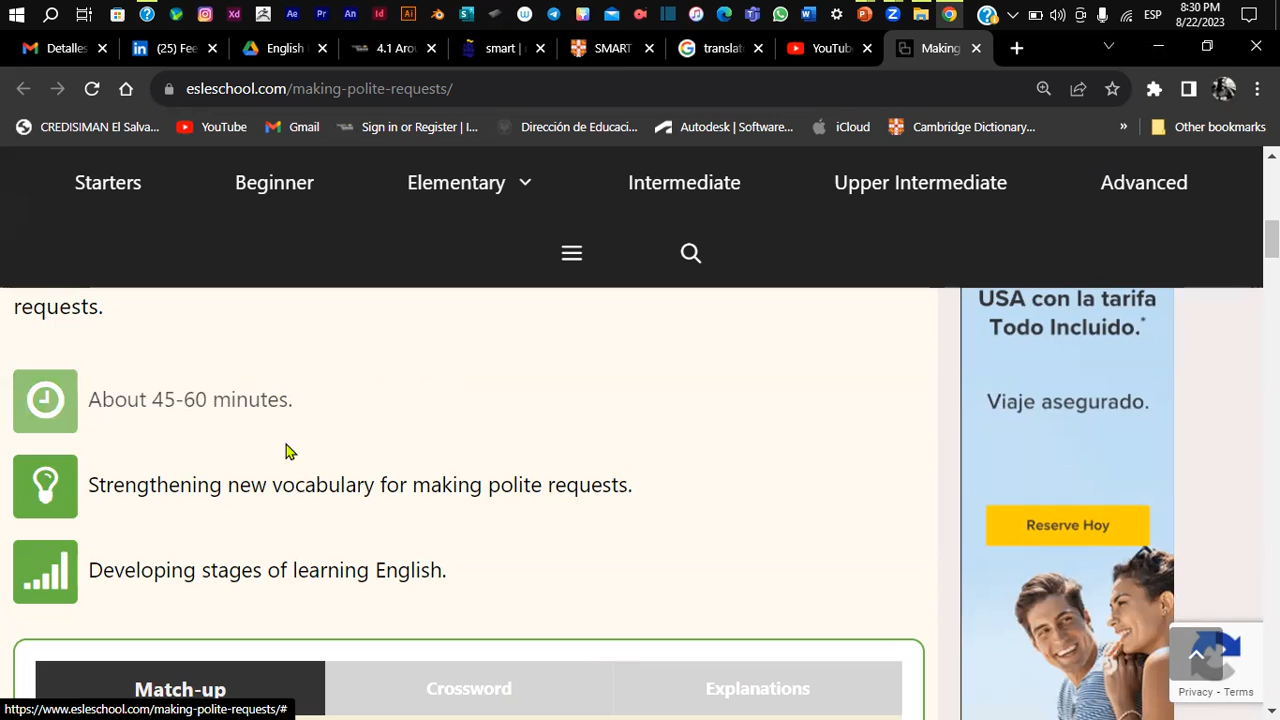 8:30 PM
ESP
8/22/2023
Detalles
(25) Fee
English
4.1 Arou
smart |
SMART
translat
YouTube
Making
esleschool.com/making-polite-requests/
CREDISIMAN El Salva...
YouTube
Gmail
Sign in or Register | I...
Dirección de Educaci...
Autodesk | Software...
iCloud
Cambridge Dictionary...
»
Other bookmarks
Starters
Beginner
Elementary
Intermediate
Upper Intermediate
Advanced
requests.
About 45-60 minutes.
Strengthening new vocabulary for making polite requests.
Developing stages of learning English.
USA con la tarifa
Todo Incluido.*
Viaje asegurado.
Reserve Hoy
Match-up
Crossword
Explanations
Privacy - Terms
https://www.esleschool.com/making-polite-requests/#